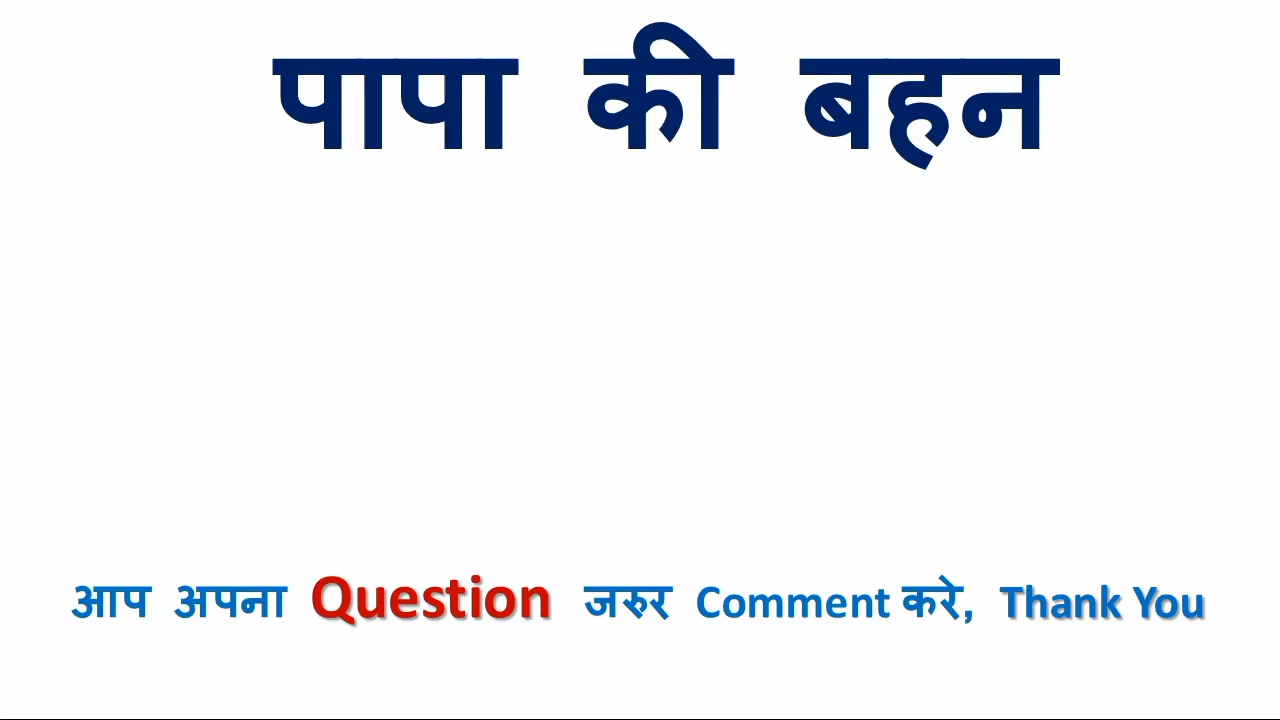 पापा की बहन
आप अपना Question जरुर Comment करे, Thank You